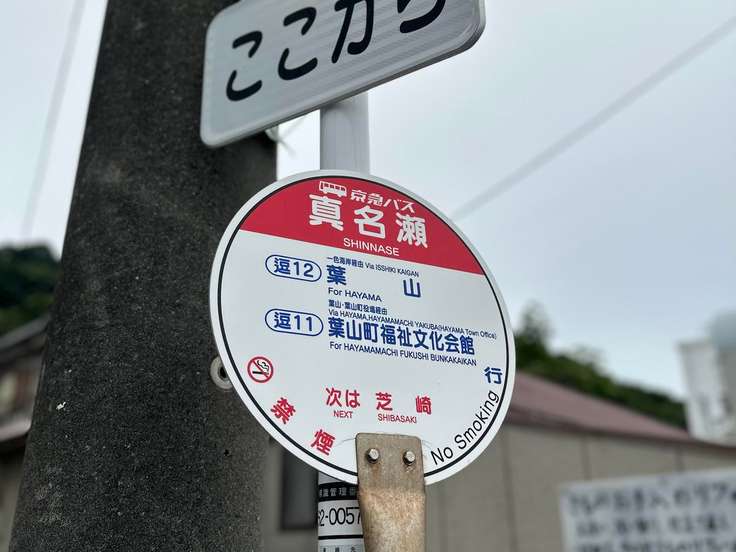 ここから
京急バス
真名瀬
SHINNASE
逗12
一色海岸経由 Via ISSHIKI KAIGAN
葉山
For HAYAMA
葉山・葉山町役場経由
Via HAYAMA,HAYAMAMACHI YAKUBA(HAYAMA Town Office)
逗11
葉山町福祉文化会館
For HAYAMAMACHI FUKUSHI BUNKAKAIKAN
行
次は 芝崎
NEXT SHIBASAKI
禁煙
No Smoking